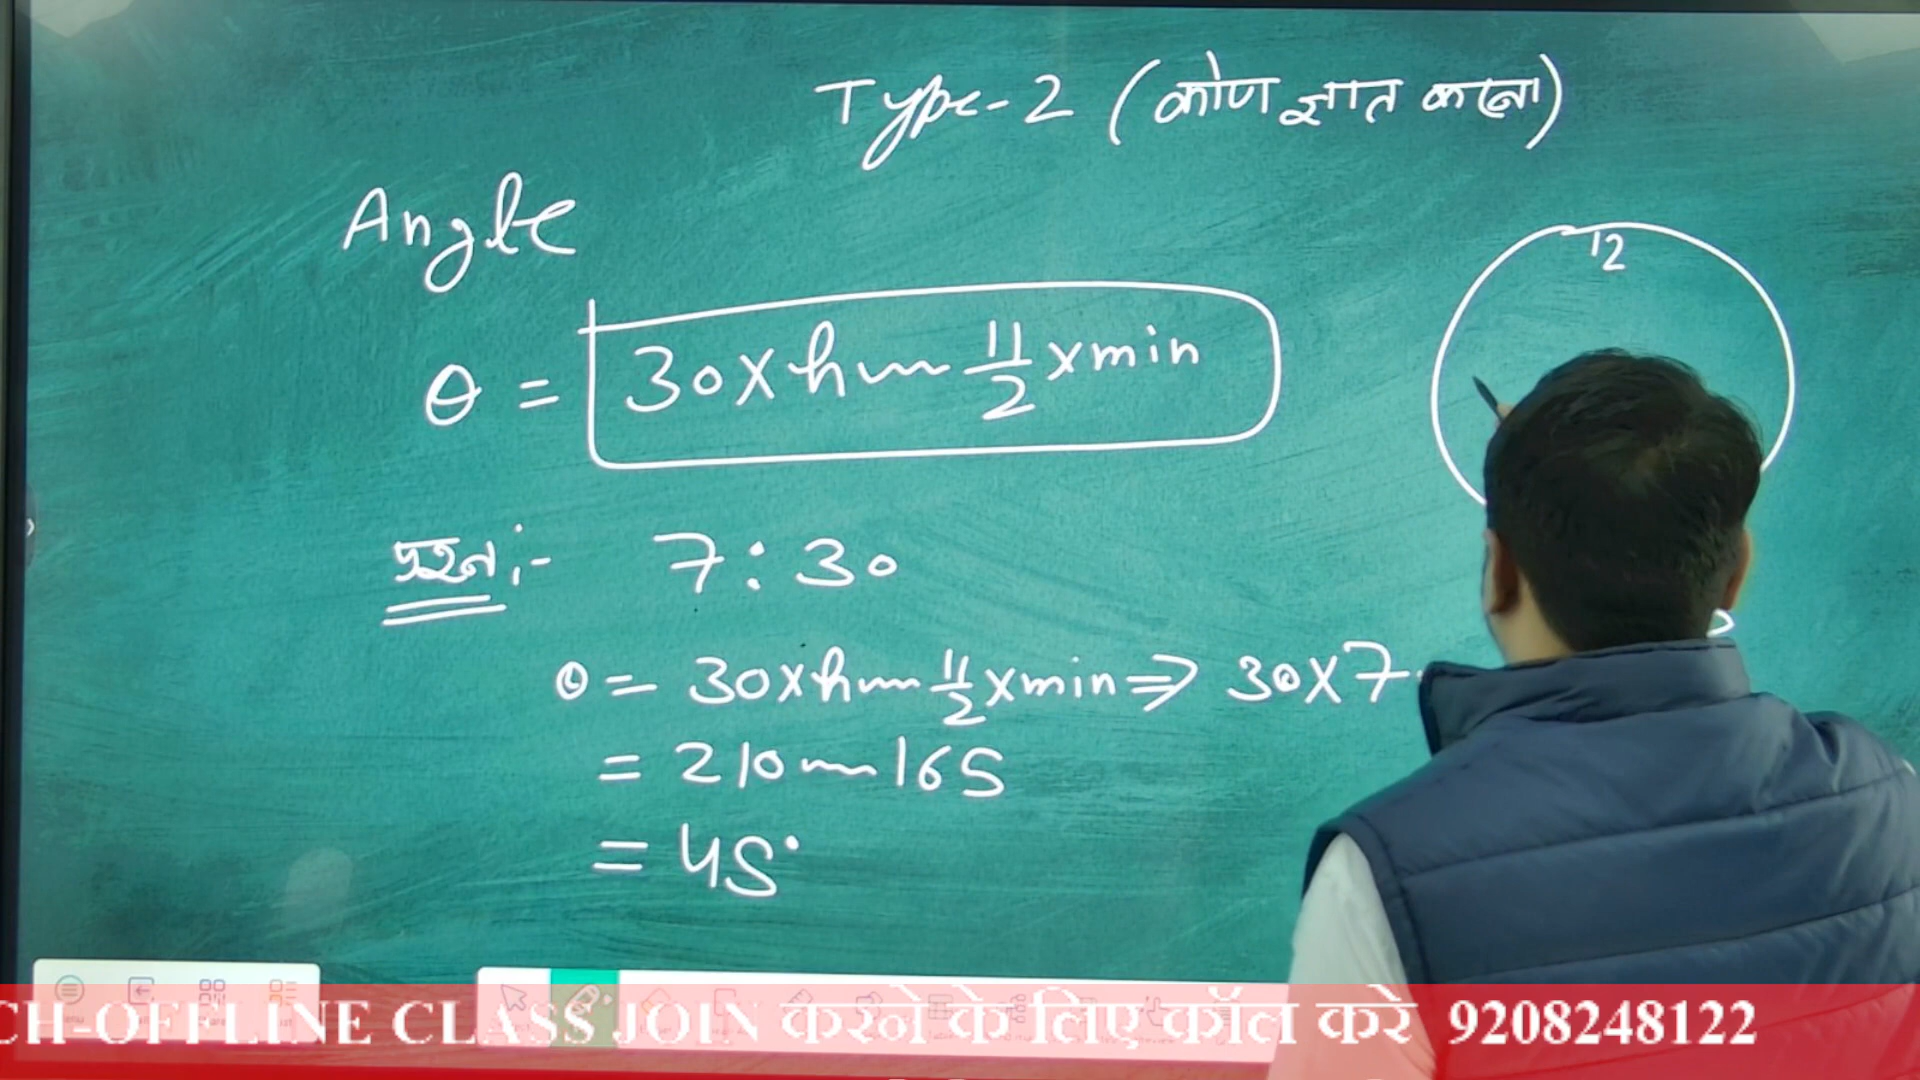 Type-2 (कोण ज्ञात करना)
Angle
12
θ = 30×h ~ 11/2 × min
प्रश्न:- 7:30
θ = 30×h ~ 11/2 × min ⇒ 30×7
= 210 ~ 165
= 45°
CH-OFFLINE CLASS JOIN करने के लिए कॉल करे 9208248122